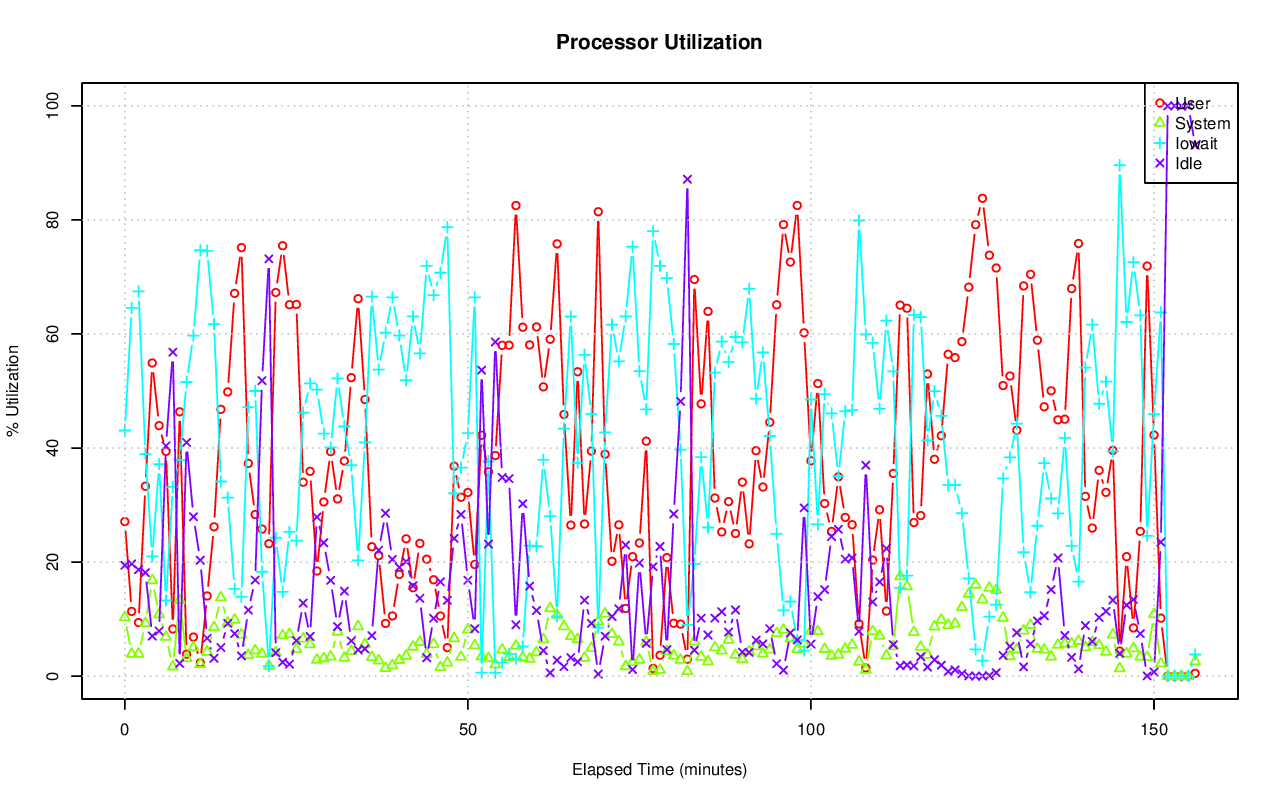 Processor Utilization
100
80
60
40
20
0
% Utilization
User
System
Iowait
Idle
0 50 100 150
Elapsed Time (minutes)